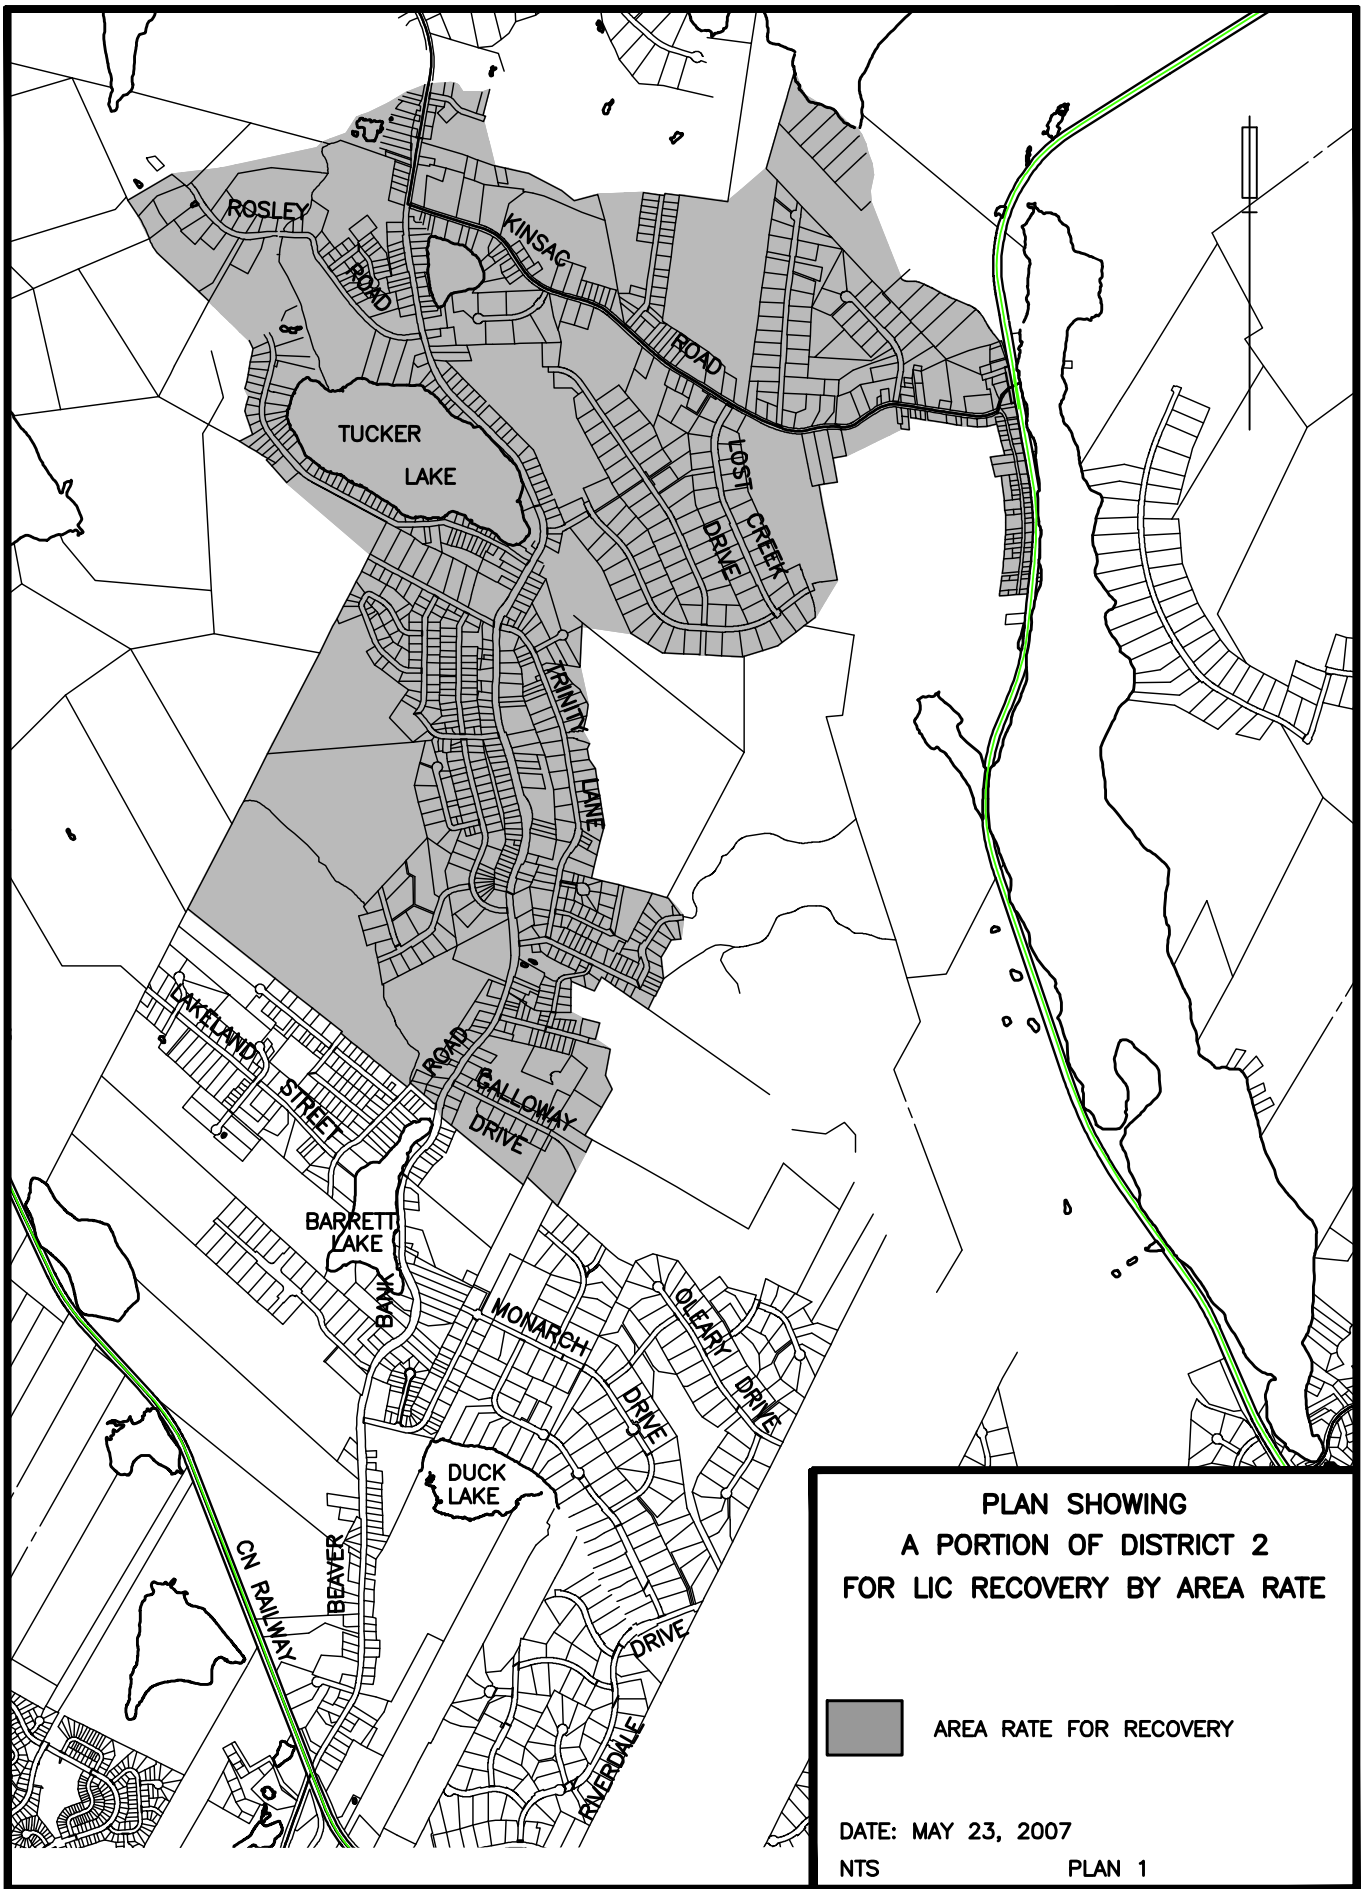 ROSLEY
ROAD
KINSAC
ROAD
TUCKER
LAKE
LOST
CREEK
DRIVE
TRINITY
LANE
LAKELAND
STREET
ROAD
GALLOWAY
DRIVE
BARRETT
LAKE
BANK
MONARCH
DRIVE
OLEARY
DRIVE
DUCK
LAKE
BEAVER
CN RAILWAY
RIVERDALE
DRIVE
PLAN SHOWING
A PORTION OF DISTRICT 2
FOR LIC RECOVERY BY AREA RATE
AREA RATE FOR RECOVERY
DATE: MAY 23, 2007
NTS PLAN 1